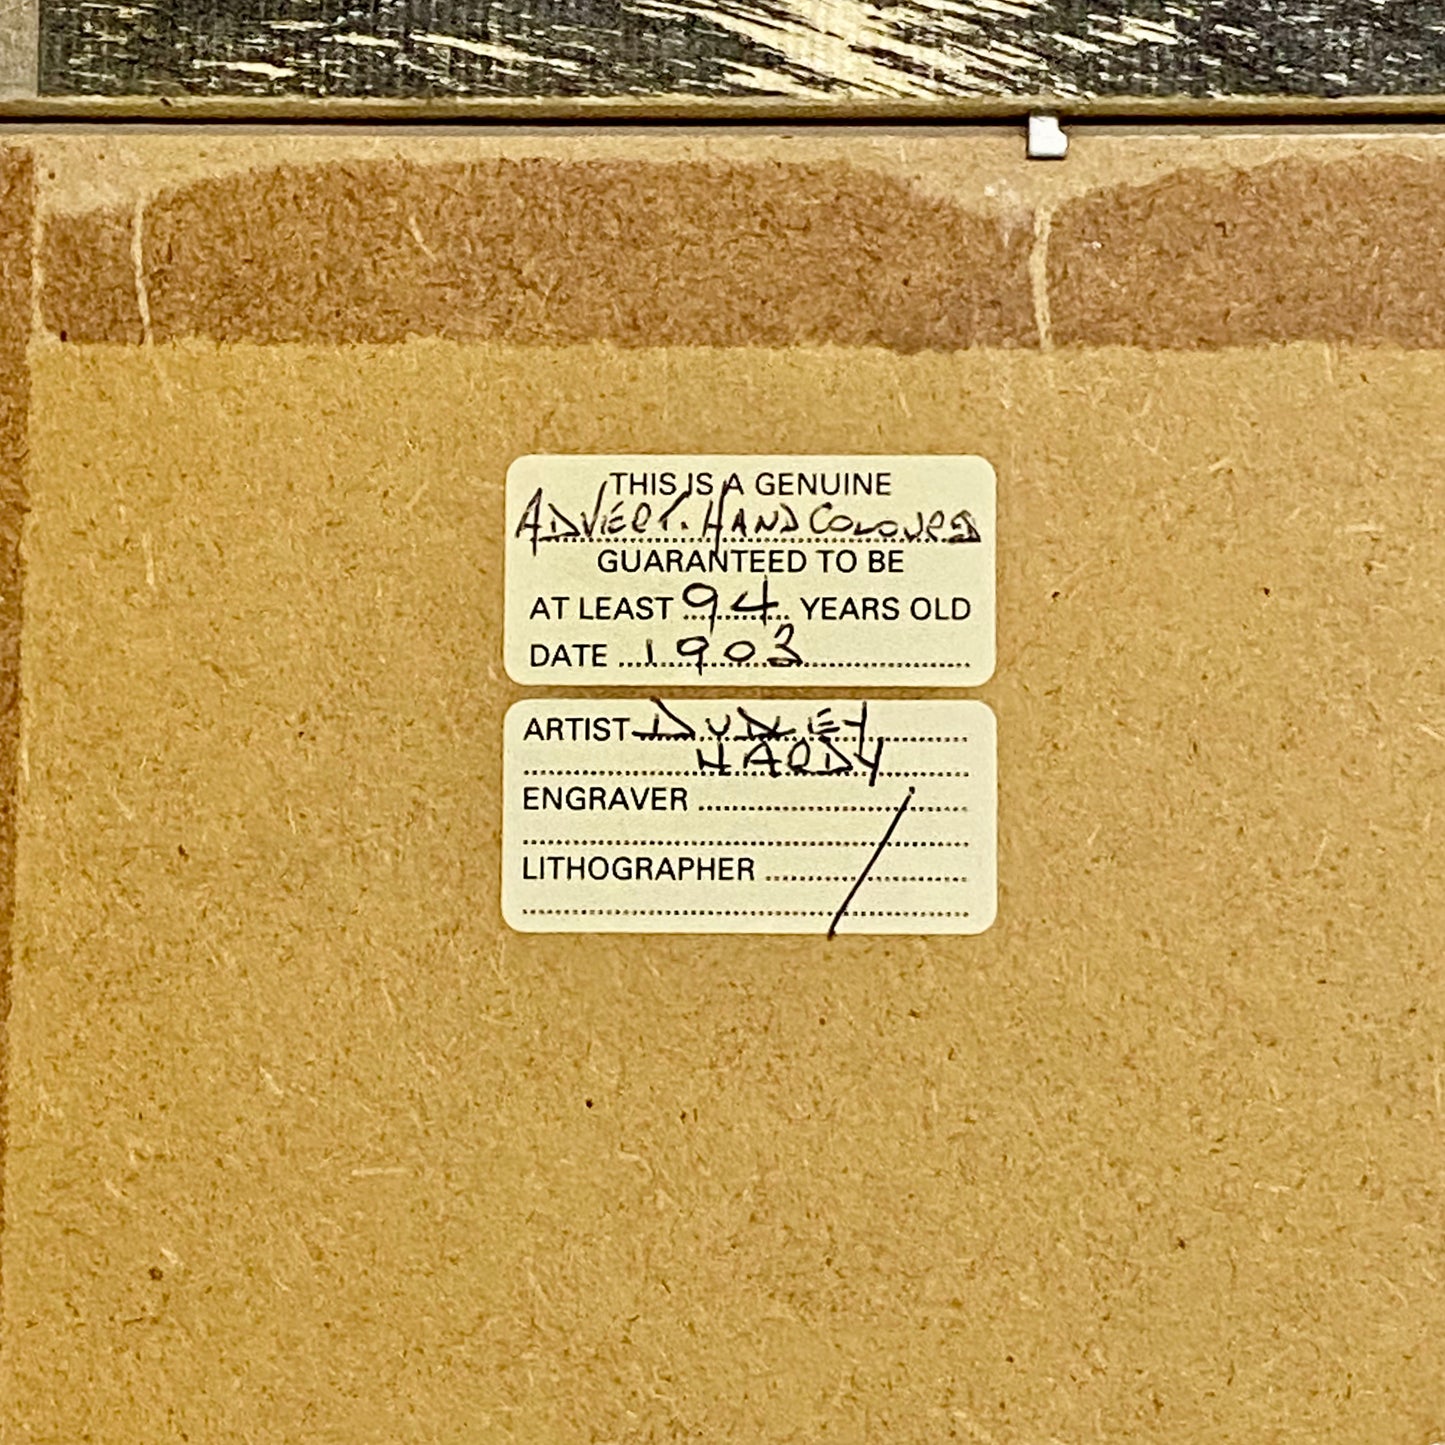 THIS IS A GENUINE
ADVERT. HAND COLOURED
GUARANTEED TO BE
AT LEAST 94 YEARS OLD
DATE 1903
ARTIST DUDLEY
HARDY
ENGRAVER
LITHOGRAPHER